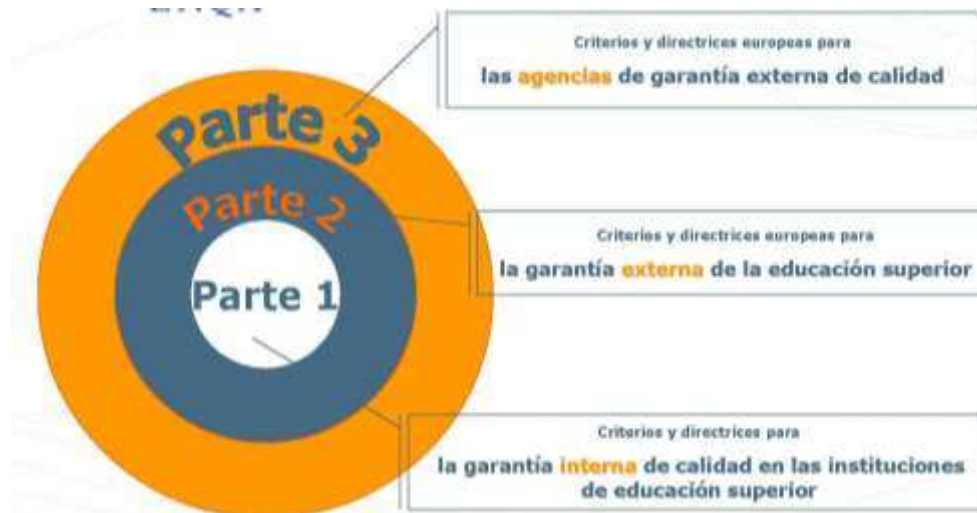 Criterios y directrices europeas para
las agencias de garantía externa de calidad
Parte 3
Parte 2
Criterios y directrices europeas para
la garantía externa de la educación superior
Parte 1
Criterios y directrices para
la garantía interna de calidad en las instituciones
de educación superior